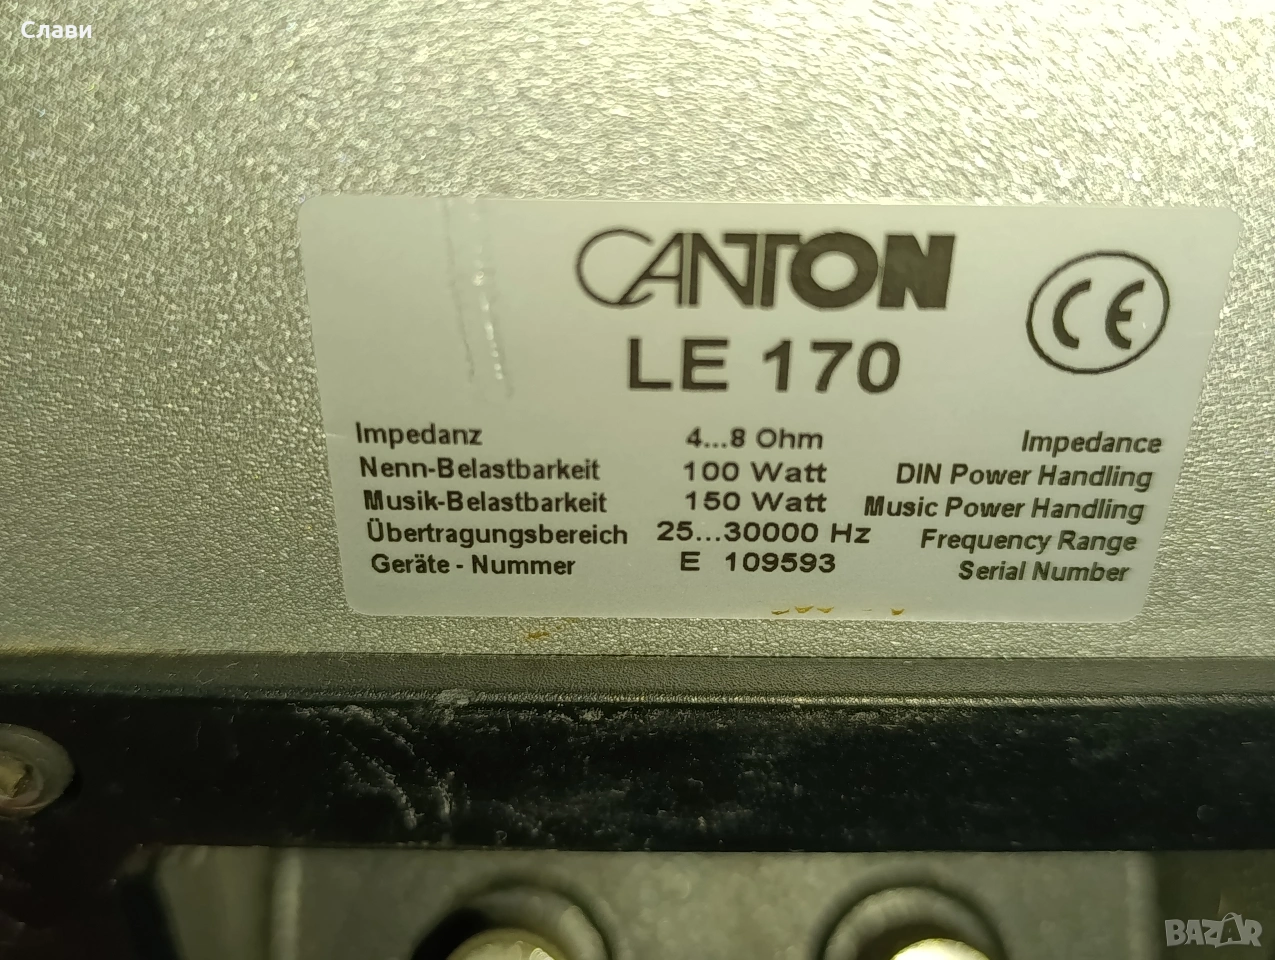 Слави
CANTON
CE
LE 170
Impedanz 4...8 Ohm Impedance
Nenn-Belastbarkeit 100 Watt DIN Power Handling
Musik-Belastbarkeit 150 Watt Music Power Handling
Übertragungsbereich 25...30000 Hz Frequency Range
Geräte - Nummer E 109593 Serial Number
BAZAR